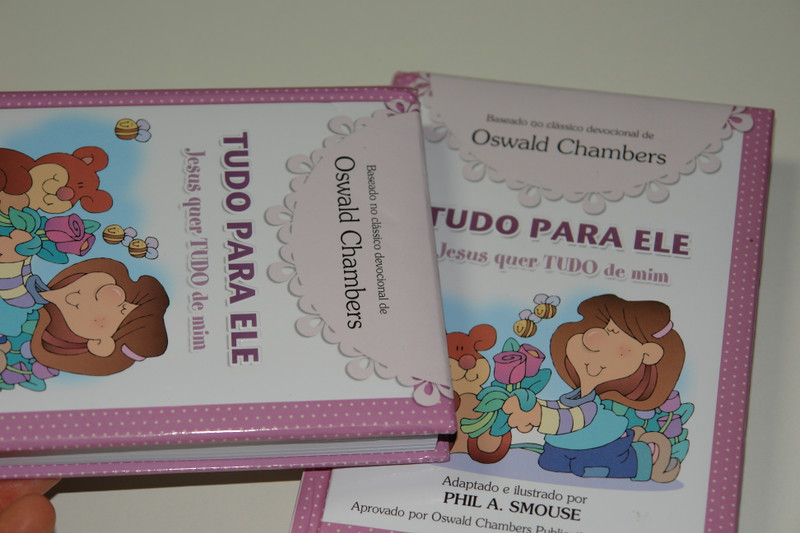 Baseado no clássico devocional de
Oswald Chambers
TUDO PARA ELE
Jesus quer TUDO de mim
Baseado no clássico devocional de
Oswald Chambers
TUDO PARA ELE
Jesus quer TUDO de mim
Adaptado e ilustrado por
PHIL A. SMOUSE
Aprovado por Oswald Chambers